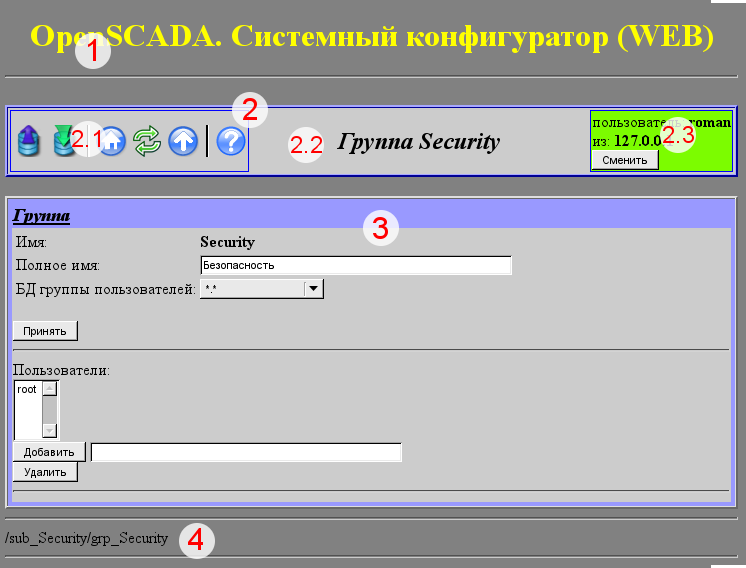 OpenSCADA. Системный конфигуратор (WEB)
1
2
2.1
2.2
Группа Security
пользователь: roman
из: 127.0.0
2.3
Сменить
Группа
3
Имя: Security
Полное имя: Безопасность
БД группы пользователей: *.*
Принять
Пользователи:
root
Добавить
Удалить
/sub_Security/grp_Security
4